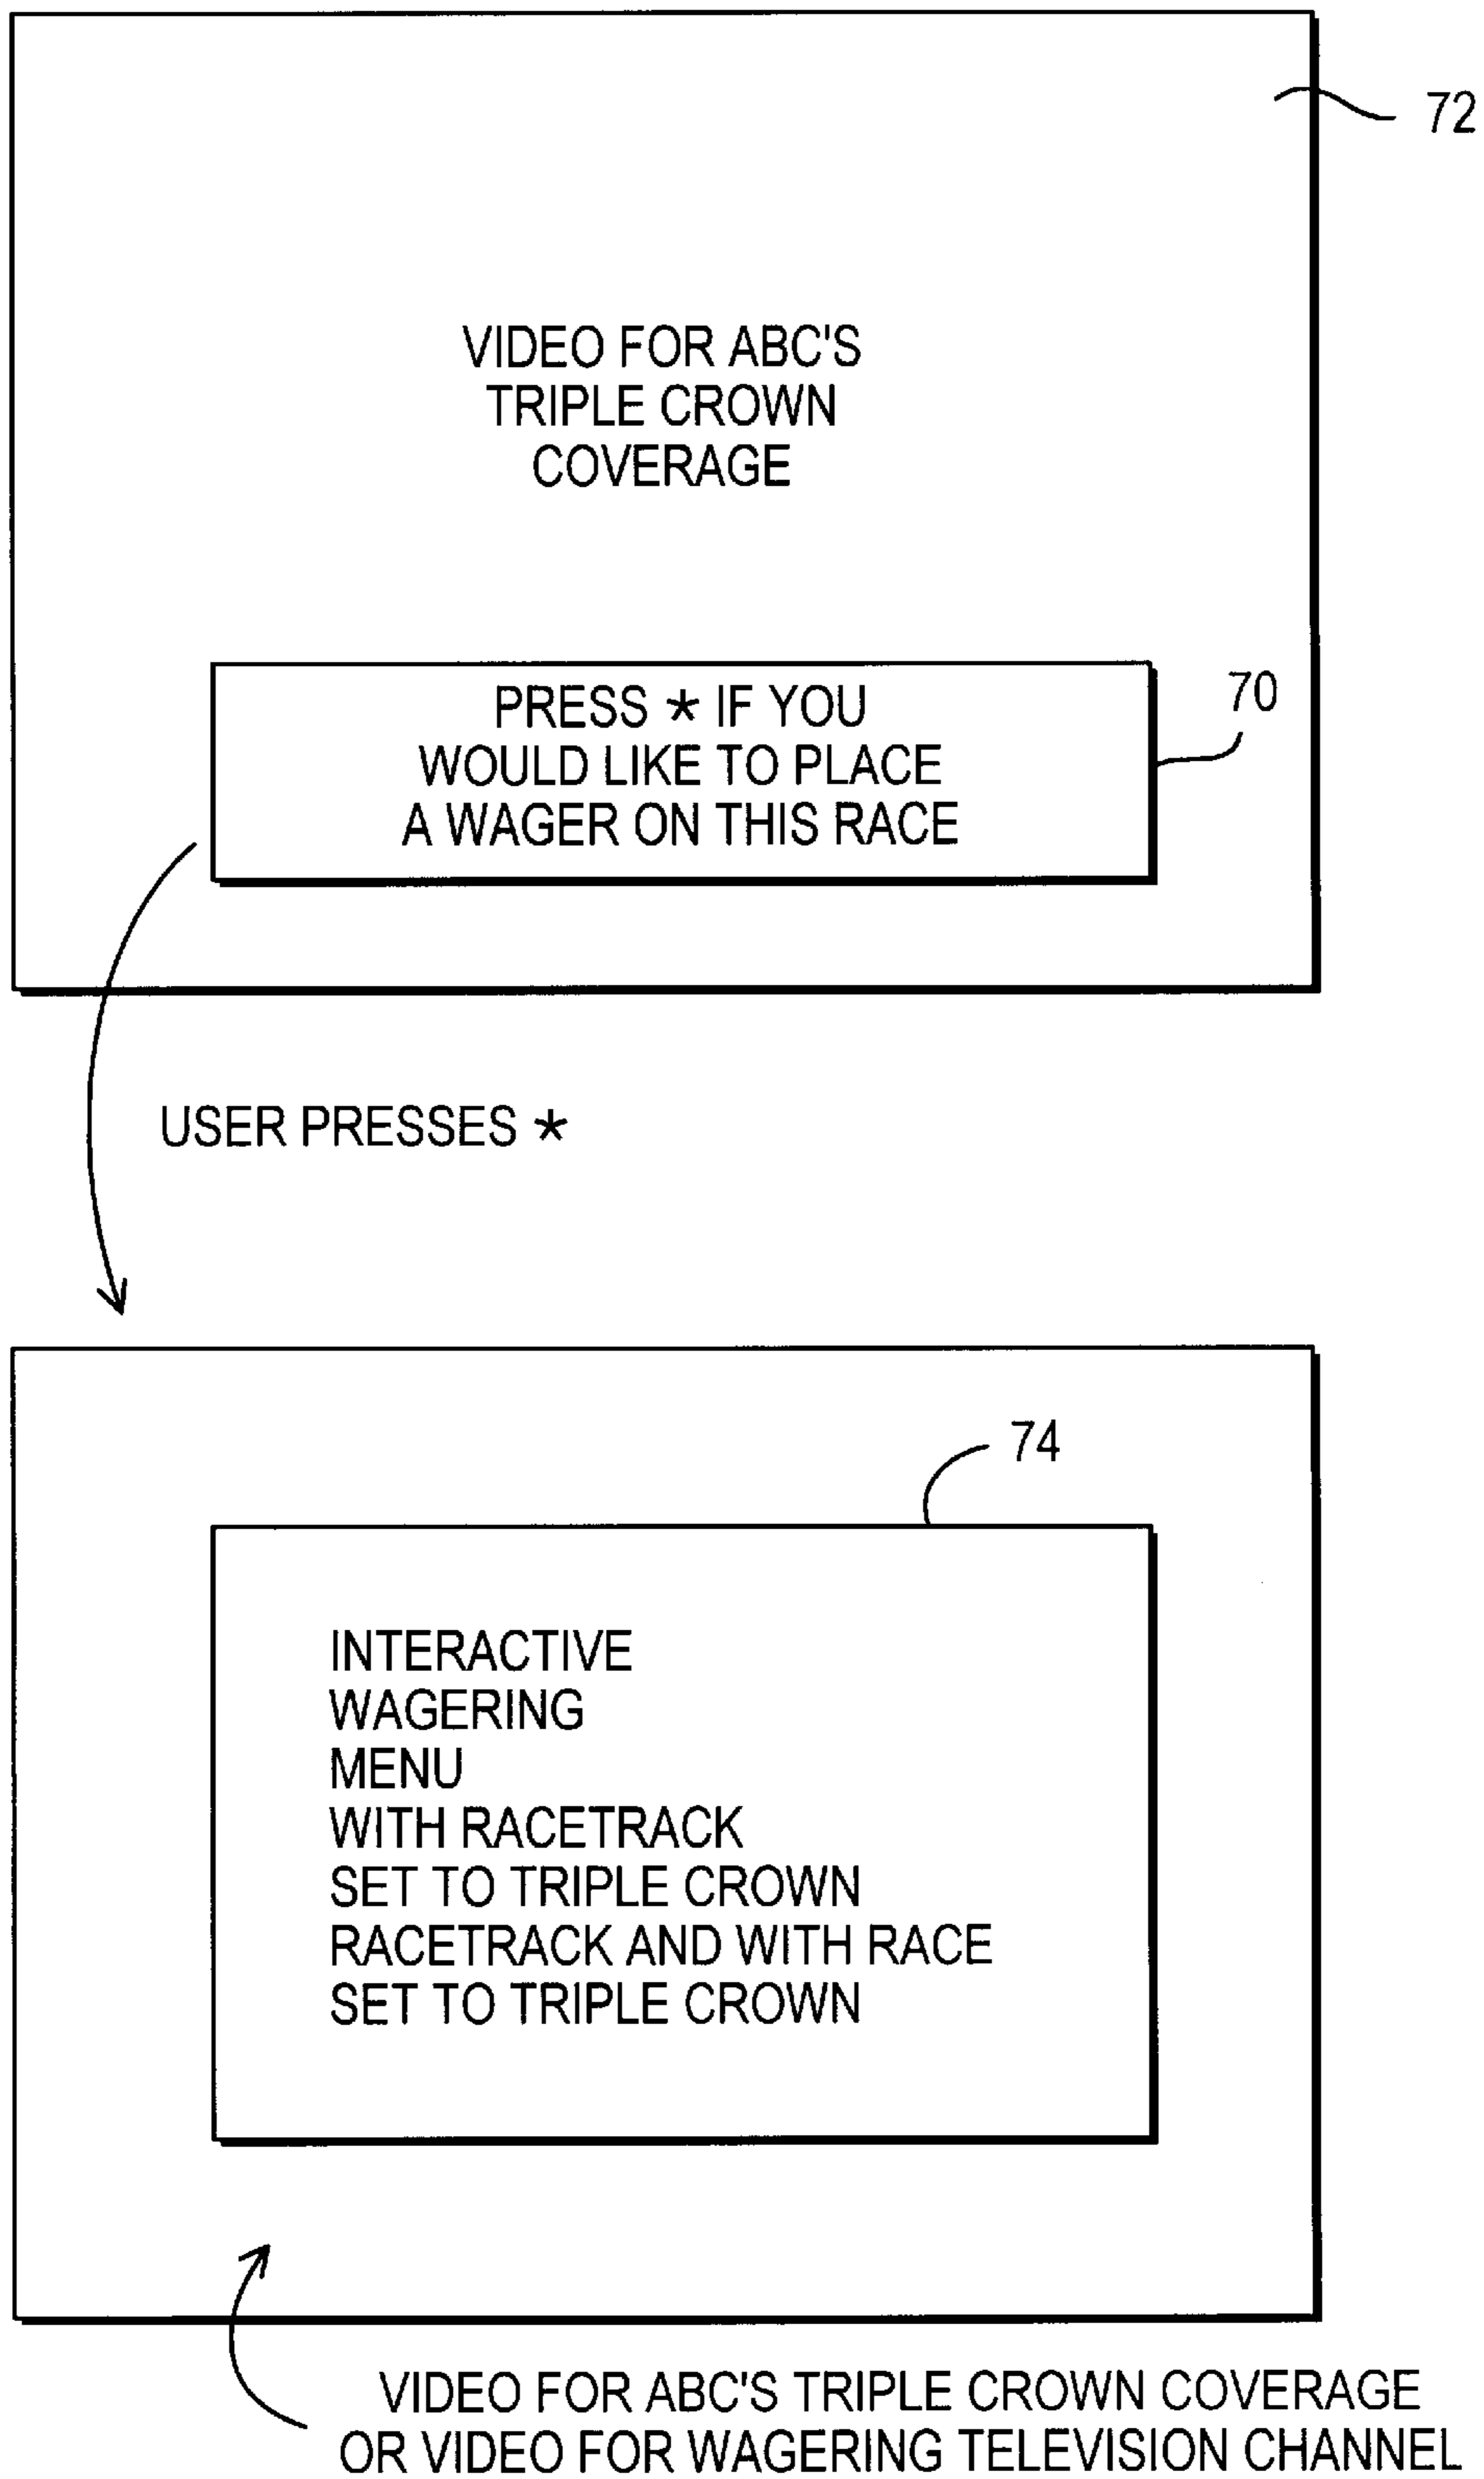 72
VIDEO FOR ABC'S
TRIPLE CROWN
COVERAGE
PRESS * IF YOU
WOULD LIKE TO PLACE
A WAGER ON THIS RACE
70
USER PRESSES *
74
INTERACTIVE
WAGERING
MENU
WITH RACETRACK
SET TO TRIPLE CROWN
RACETRACK AND WITH RACE
SET TO TRIPLE CROWN
VIDEO FOR ABC'S TRIPLE CROWN COVERAGE
OR VIDEO FOR WAGERING TELEVISION CHANNEL